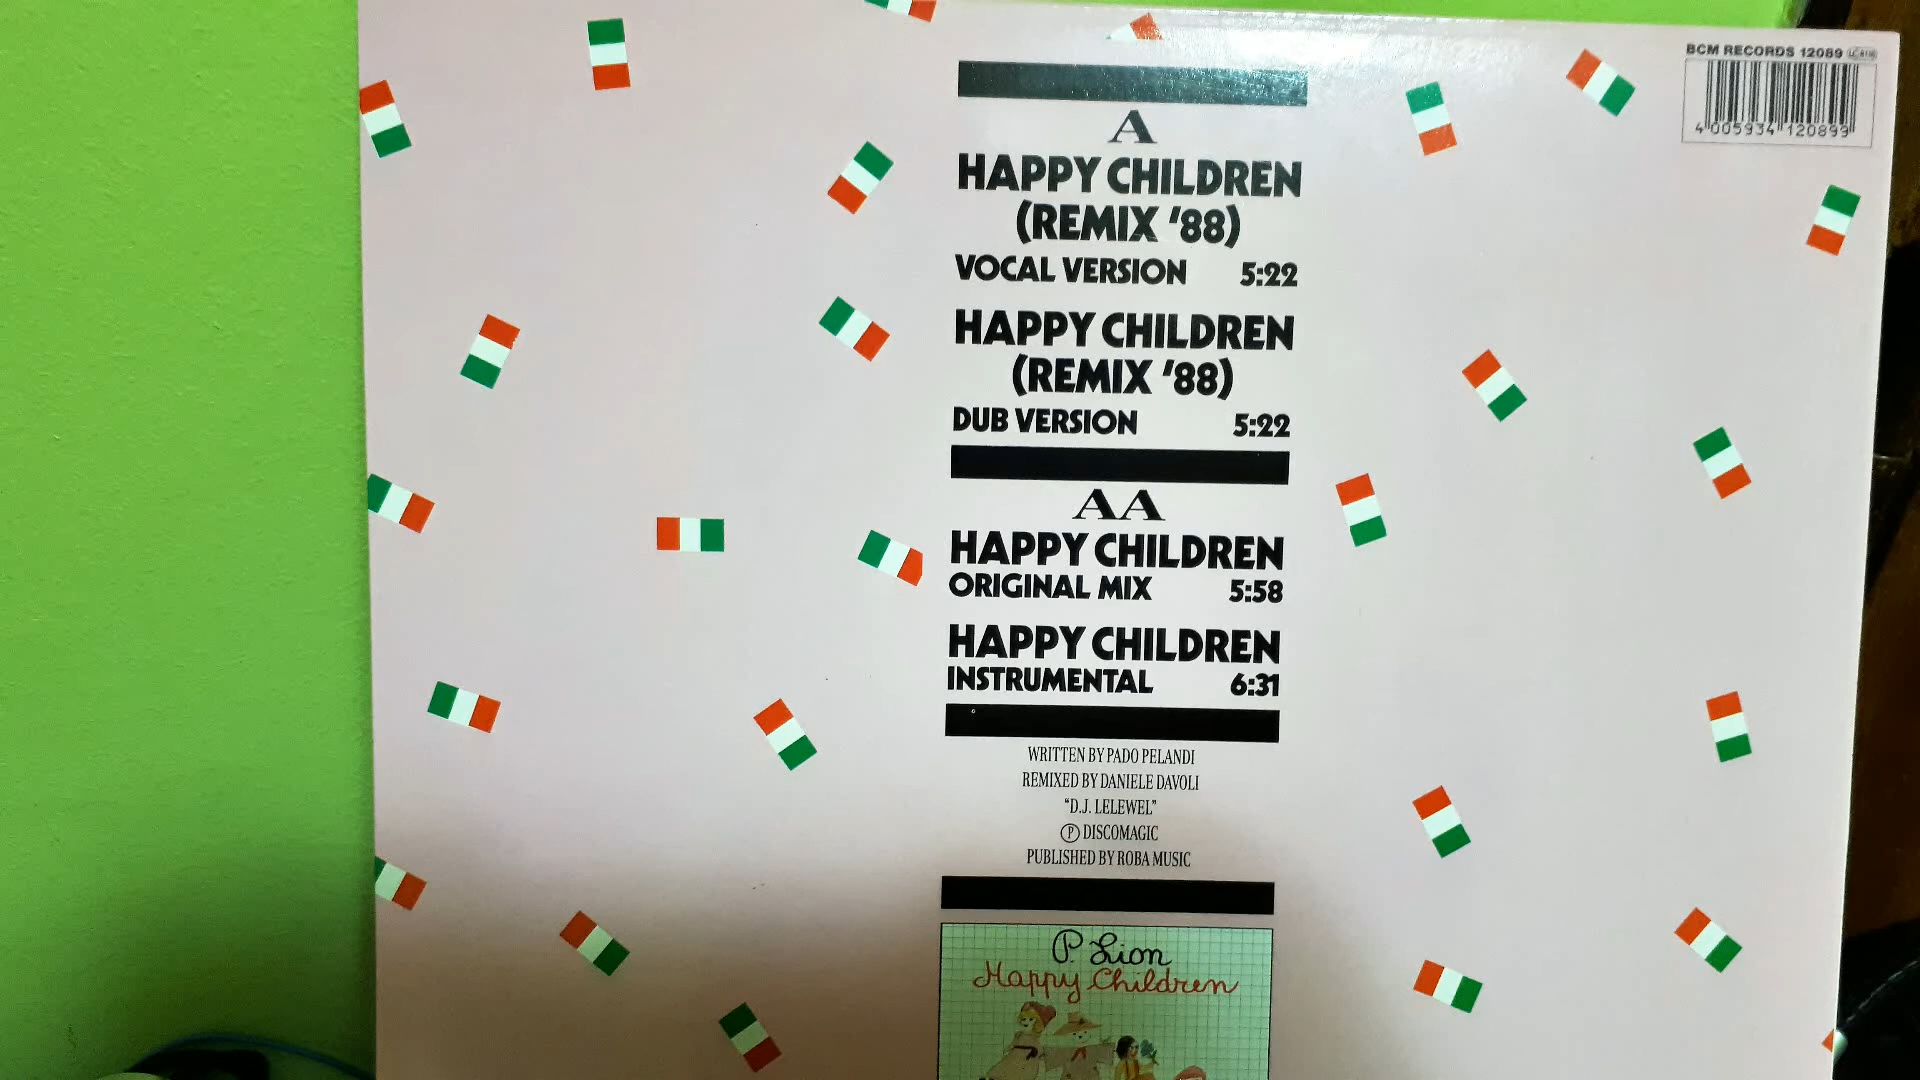 BCM RECORDS 12089
4 005934 120899
A
HAPPY CHILDREN
(REMIX '88)
VOCAL VERSION 5:22
HAPPY CHILDREN
(REMIX '88)
DUB VERSION 5:22
AA
HAPPY CHILDREN
ORIGINAL MIX 5:58
HAPPY CHILDREN
INSTRUMENTAL 6:31
WRITTEN BY PADO PELANDI
REMIXED BY DANIELE DAVOLI
"D.J. LELEWEL"
Ⓟ DISCOMAGIC
PUBLISHED BY ROBA MUSIC
P. Lion
Happy Children